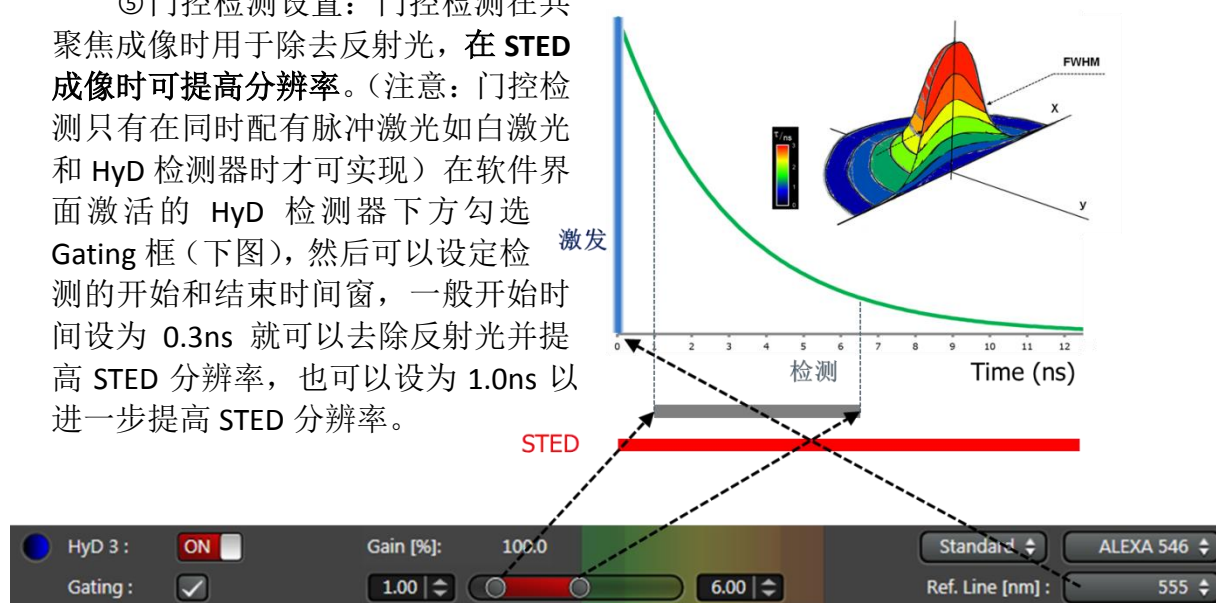 ⑤门控检测设置：门控检测在共
聚焦成像时用于除去反射光，在 STED
成像时可提高分辨率。（注意：门控检
测只有在同时配有脉冲激光如白激光
和 HyD 检测器时才可实现）在软件界
面激活的 HyD 检测器下方勾选
Gating 框（下图），然后可以设定检
测的开始和结束时间窗，一般开始时
间设为 0.3ns 就可以去除反射光并提
高 STED 分辨率，也可以设为 1.0ns 以
进一步提高 STED 分辨率。
FWHM
x
y
τ/ns
3
2
1
0
激发
0 2 3 4 5 6 7 8 9 10 11 12
检测 Time (ns)
STED
HyD 3 : ON Gain [%]: 100.0 Standard ALEXA 546
Gating : 1.00 6.00 Ref. Line [nm] : 555